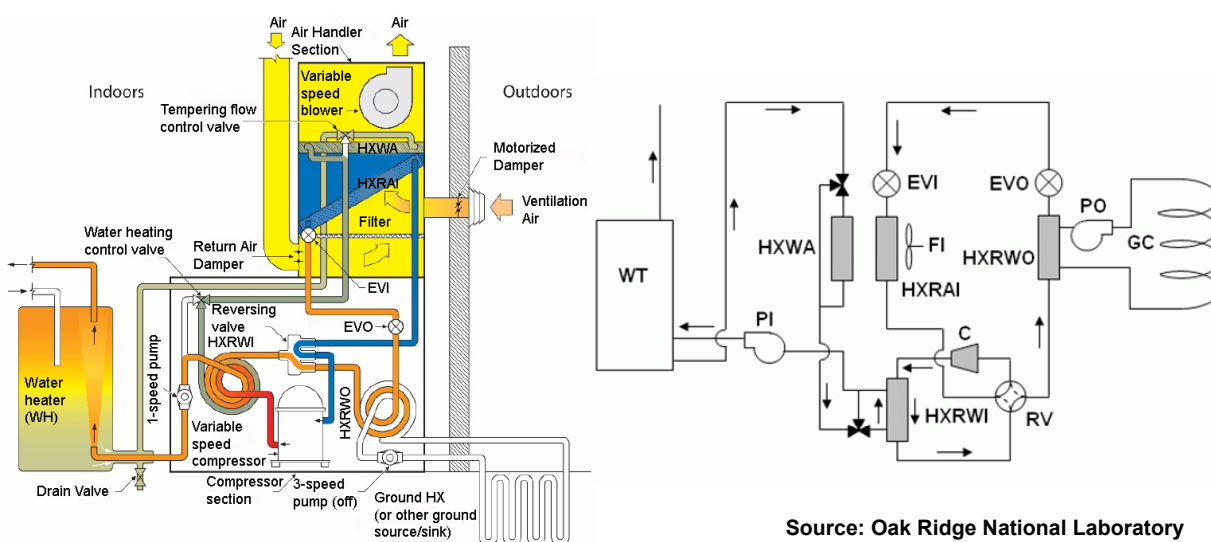 Air
Air
Air Handler
Section
Indoors
Variable
speed
blower
Outdoors
Tempering flow
control valve
HXWA
Motorized
Damper
HXRAI
Ventilation
Air
Filter
Water heating
control valve
Return Air
Damper
EVI
Reversing
valve
HXRWI
EVO
1-speed pump
Water
heater
(WH)
HXRWO
Variable
speed
compressor
Compressor
section
3-speed
pump (off)
Drain Valve
Ground HX
(or other ground
source/sink)
EVI
EVO
PO
HXWA
FI
HXRWO
GC
WT
HXRAI
PI
C
HXRWI
RV
Source: Oak Ridge National Laboratory